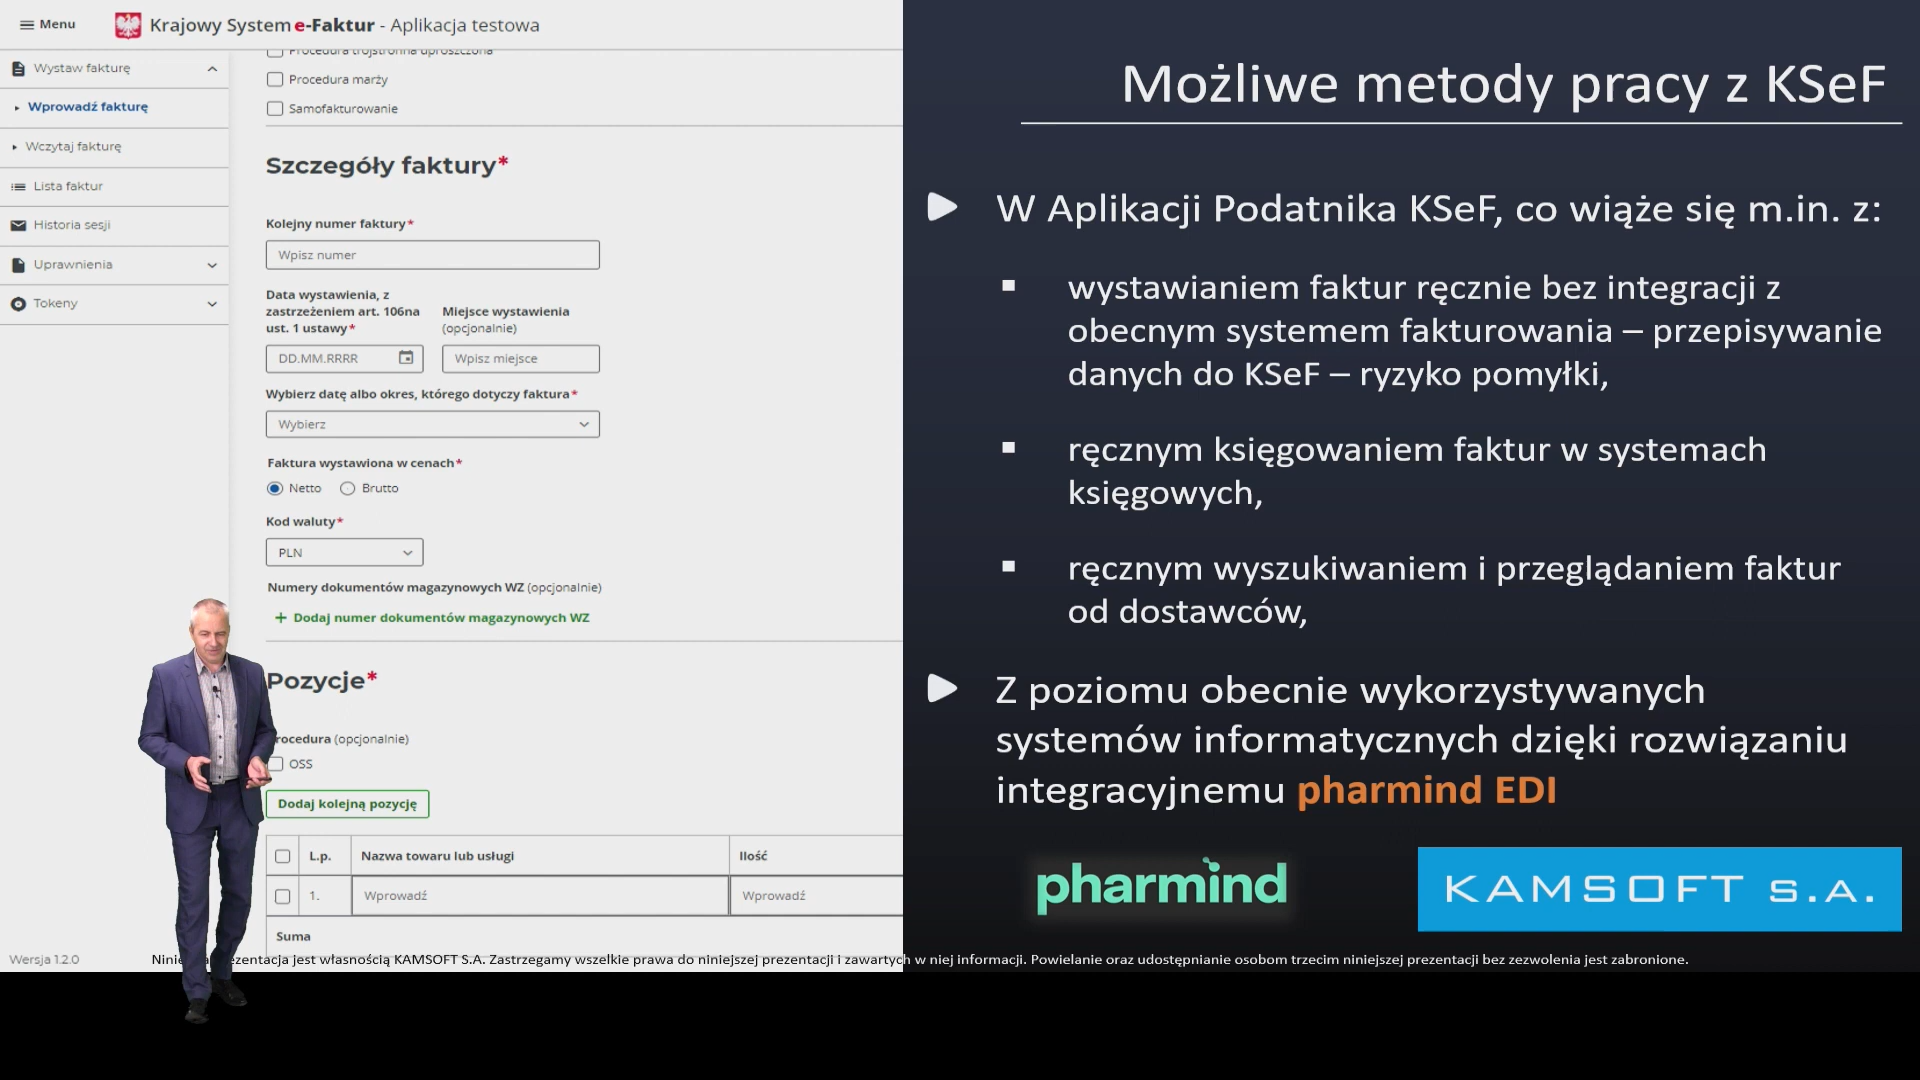 Menu
Krajowy System e-Faktur - Aplikacja testowa
Wystaw fakturę
Wprowadź fakturę
Wczytaj fakturę
Lista faktur
Historia sesji
Uprawnienia
Tokeny
Procedura trójstronna uproszczona
Procedura marży
Samofakturowanie
Szczegóły faktury*
Kolejny numer faktury*
Wpisz numer
Data wystawienia, z
zastrzeżeniem art. 106na
ust. 1 ustawy*
Miejsce wystawienia
(opcjonalnie)
DD.MM.RRRR
Wpisz miejsce
Wybierz datę albo okres, którego dotyczy faktura*
Wybierz
Faktura wystawiona w cenach*
Netto
Brutto
Kod waluty*
PLN
Numery dokumentów magazynowych WZ (opcjonalnie)
+ Dodaj numer dokumentów magazynowych WZ
Pozycje*
rocedura (opcjonalnie)
OSS
Dodaj kolejną pozycję
L.p.
Nazwa towaru lub usługi
Ilość
1.
Wprowadź
Wprowadź
Suma
Wersja 1.2.0
Możliwe metody pracy z KSeF
W Aplikacji Podatnika KSeF, co wiąże się m.in. z:
wystawianiem faktur ręcznie bez integracji z
obecnym systemem fakturowania – przepisywanie
danych do KSeF – ryzyko pomyłki,
ręcznym księgowaniem faktur w systemach
księgowych,
ręcznym wyszukiwaniem i przeglądaniem faktur
od dostawców,
Z poziomu obecnie wykorzystywanych
systemów informatycznych dzięki rozwiązaniu
integracyjnemu pharmind EDI
pharmind
KAMSOFT S.A.
Ninie ezentacja jest własnością KAMSOFT S.A. Zastrzegamy wszelkie prawa do niniejszej prezentacji i zawartych w niej informacji. Powielanie oraz udostępnianie osobom trzecim niniejszej prezentacji bez zezwolenia jest zabronione.